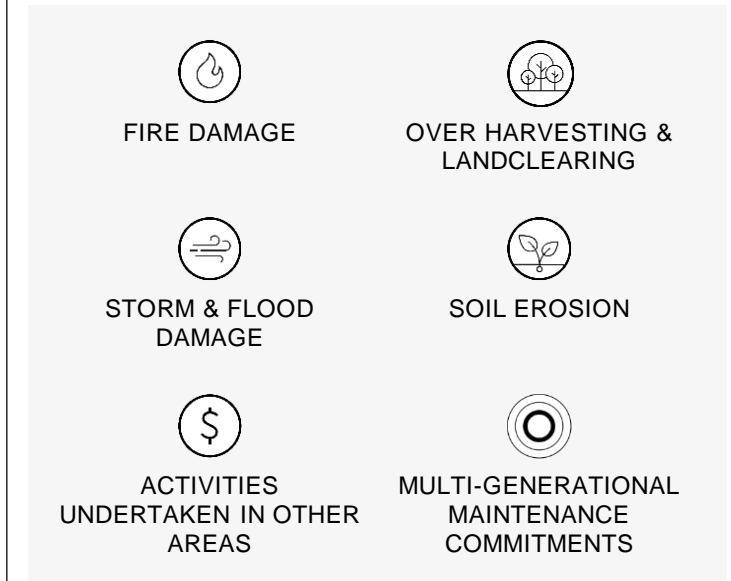 FIRE DAMAGE
OVER HARVESTING &
LANDCLEARING
STORM & FLOOD
DAMAGE
SOIL EROSION
$
ACTIVITIES
UNDERTAKEN IN OTHER
AREAS
MULTI-GENERATIONAL
MAINTENANCE
COMMITMENTS